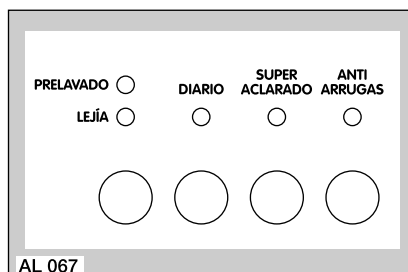 PRELAVADO
LEJÍA
DIARIO
SUPER
ACLARADO
ANTI
ARRUGAS
AL 067